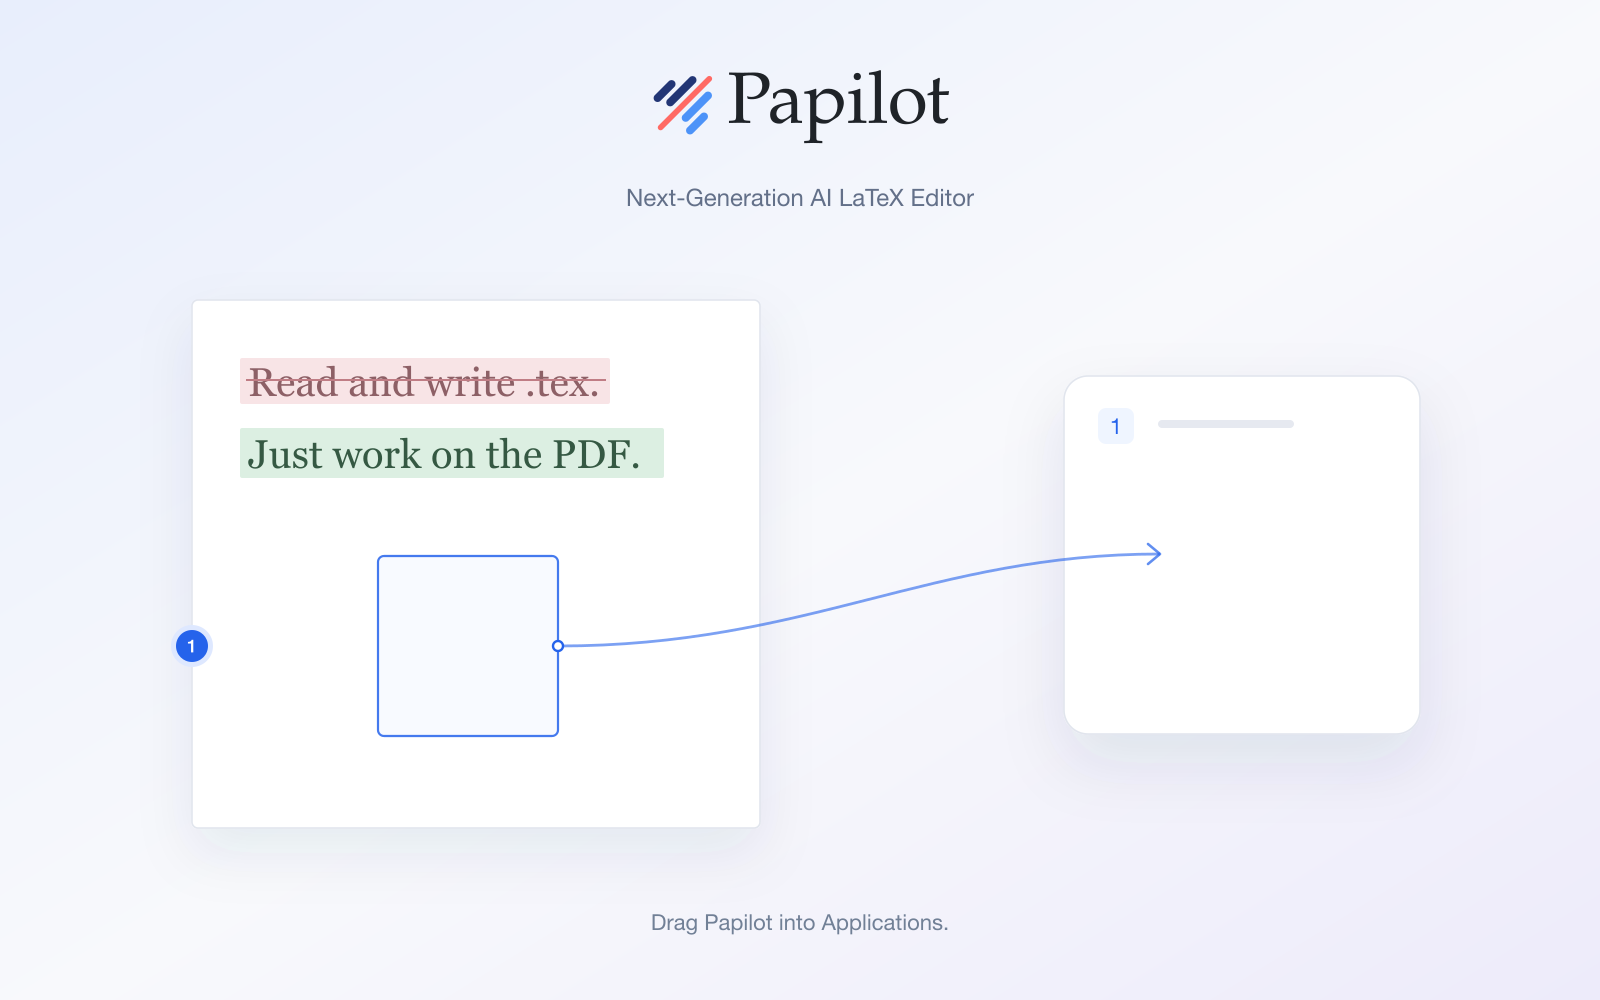 Papilot
Next-Generation AI LaTeX Editor
Read and write .tex.
Just work on the PDF.
1
1
Drag Papilot into Applications.